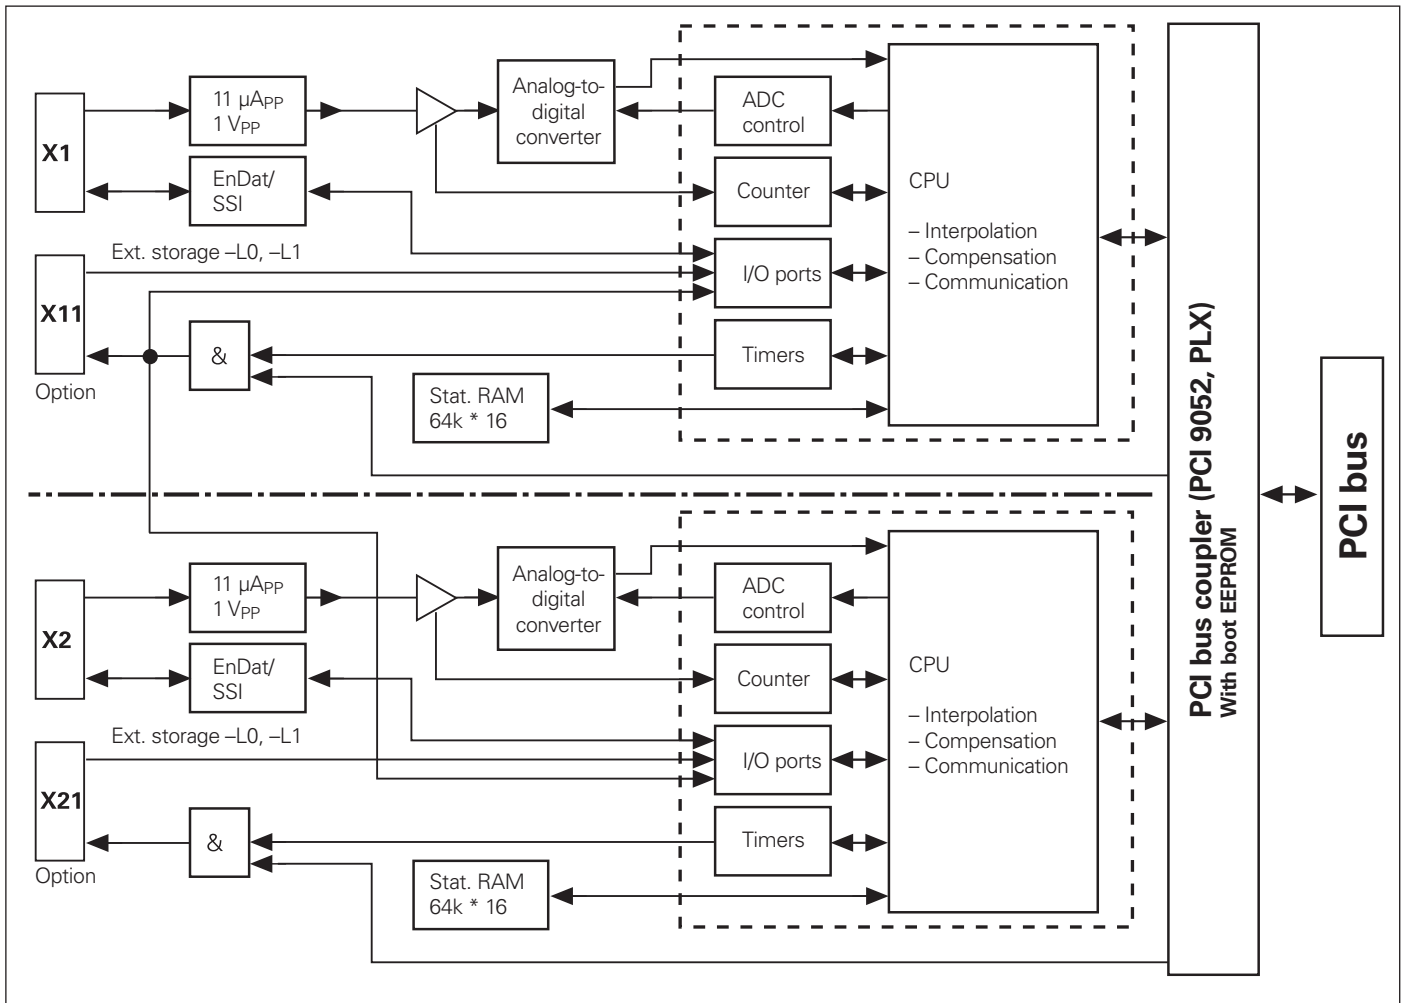 X1
11 µAPP
1 VPP
EnDat/
SSI
Analog-to-
digital
converter
ADC
control
Counter
CPU
– Interpolation
– Compensation
– Communication
Ext. storage –L0, –L1
X11
Option
&
I/O ports
Timers
Stat. RAM
64k * 16
X2
11 µAPP
1 VPP
EnDat/
SSI
Analog-to-
digital
converter
ADC
control
Counter
CPU
– Interpolation
– Compensation
– Communication
Ext. storage –L0, –L1
X21
Option
&
I/O ports
Timers
Stat. RAM
64k * 16
PCI bus coupler (PCI 9052, PLX)
With boot EEPROM
PCI bus